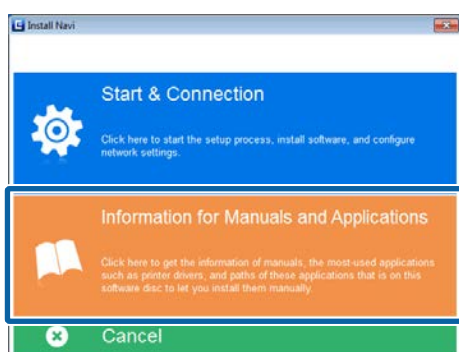 Install Navi
Start & Connection
Click here to start the setup process, install software, and configure
network settings.
Information for Manuals and Applications
Click here to get the information of manuals, the most-used applications
such as printer drivers, and paths of these applications that is on this
software disc to let you install them manually.
Cancel